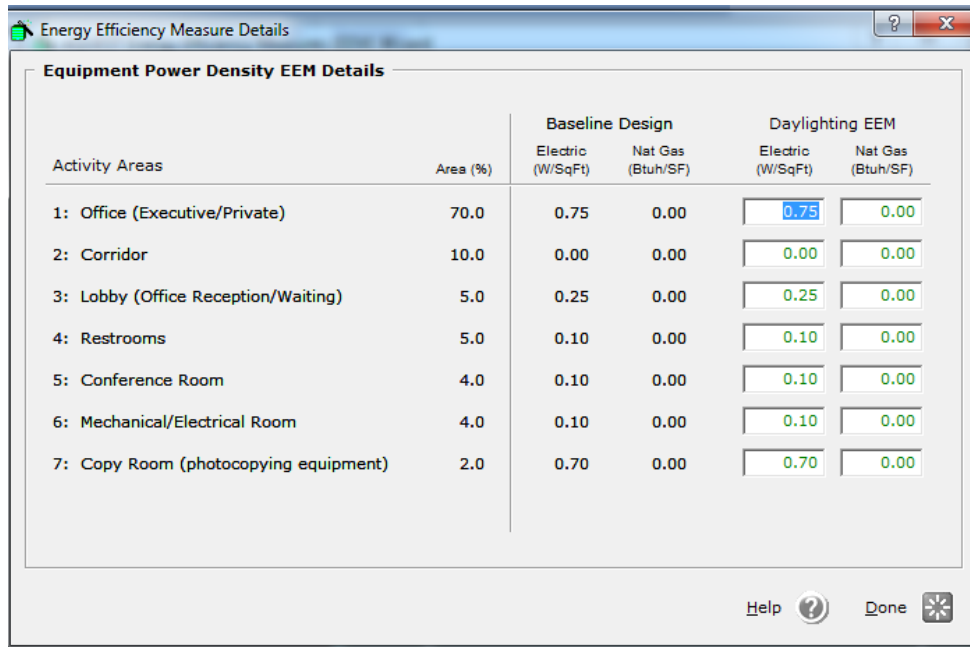 Energy Efficiency Measure Details
Equipment Power Density EEM Details
Baseline Design Daylighting EEM
Activity Areas Area (%) Electric (W/SqFt) Nat Gas (Btuh/SF) Electric (W/SqFt) Nat Gas (Btuh/SF)
1: Office (Executive/Private) 70.0 0.75 0.00 0.75 0.00
2: Corridor 10.0 0.00 0.00 0.00 0.00
3: Lobby (Office Reception/Waiting) 5.0 0.25 0.00 0.25 0.00
4: Restrooms 5.0 0.10 0.00 0.10 0.00
5: Conference Room 4.0 0.10 0.00 0.10 0.00
6: Mechanical/Electrical Room 4.0 0.10 0.00 0.10 0.00
7: Copy Room (photocopying equipment) 2.0 0.70 0.00 0.70 0.00
Help ? Done